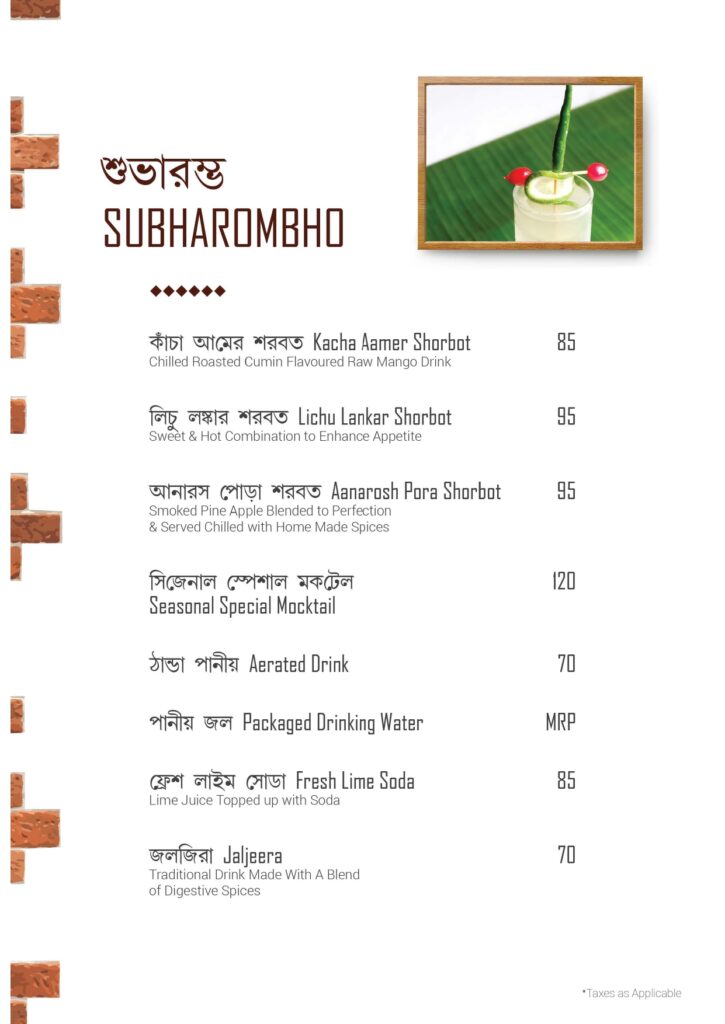 শুভারম্ভ
SUBHAROMBHO
কাঁচা আমের শরবত Kacha Aamer Shorbot 85
Chilled Roasted Cumin Flavoured Raw Mango Drink
লিচু লঙ্কার শরবত Lichu Lankar Shorbot 95
Sweet & Hot Combination to Enhance Appetite
আনারস পোড়া শরবত Aanarosh Pora Shorbot 95
Smoked Pine Apple Blended to Perfection
& Served Chilled with Home Made Spices
সিজেনাল স্পেশাল মকটেল 120
Seasonal Special Mocktail
ঠান্ডা পানীয় Aerated Drink 70
পানীয় জল Packaged Drinking Water MRP
ফ্রেশ লাইম সোডা Fresh Lime Soda 85
Lime Juice Topped up with Soda
জলজিরা Jaljeera 70
Traditional Drink Made With A Blend
of Digestive Spices
*Taxes as Applicable